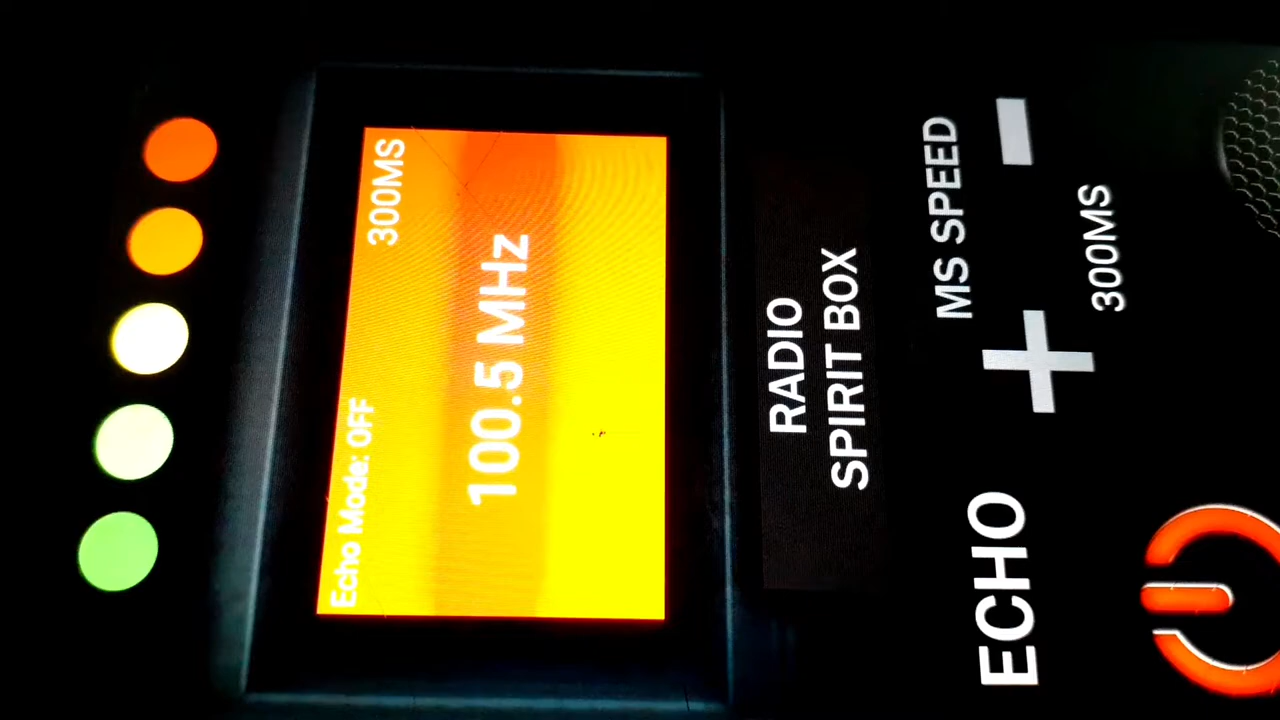 Echo Mode: OFF 300MS
100.5 MHz
RADIO
SPIRIT BOX
MS SPEED
ECHO + −
300MS